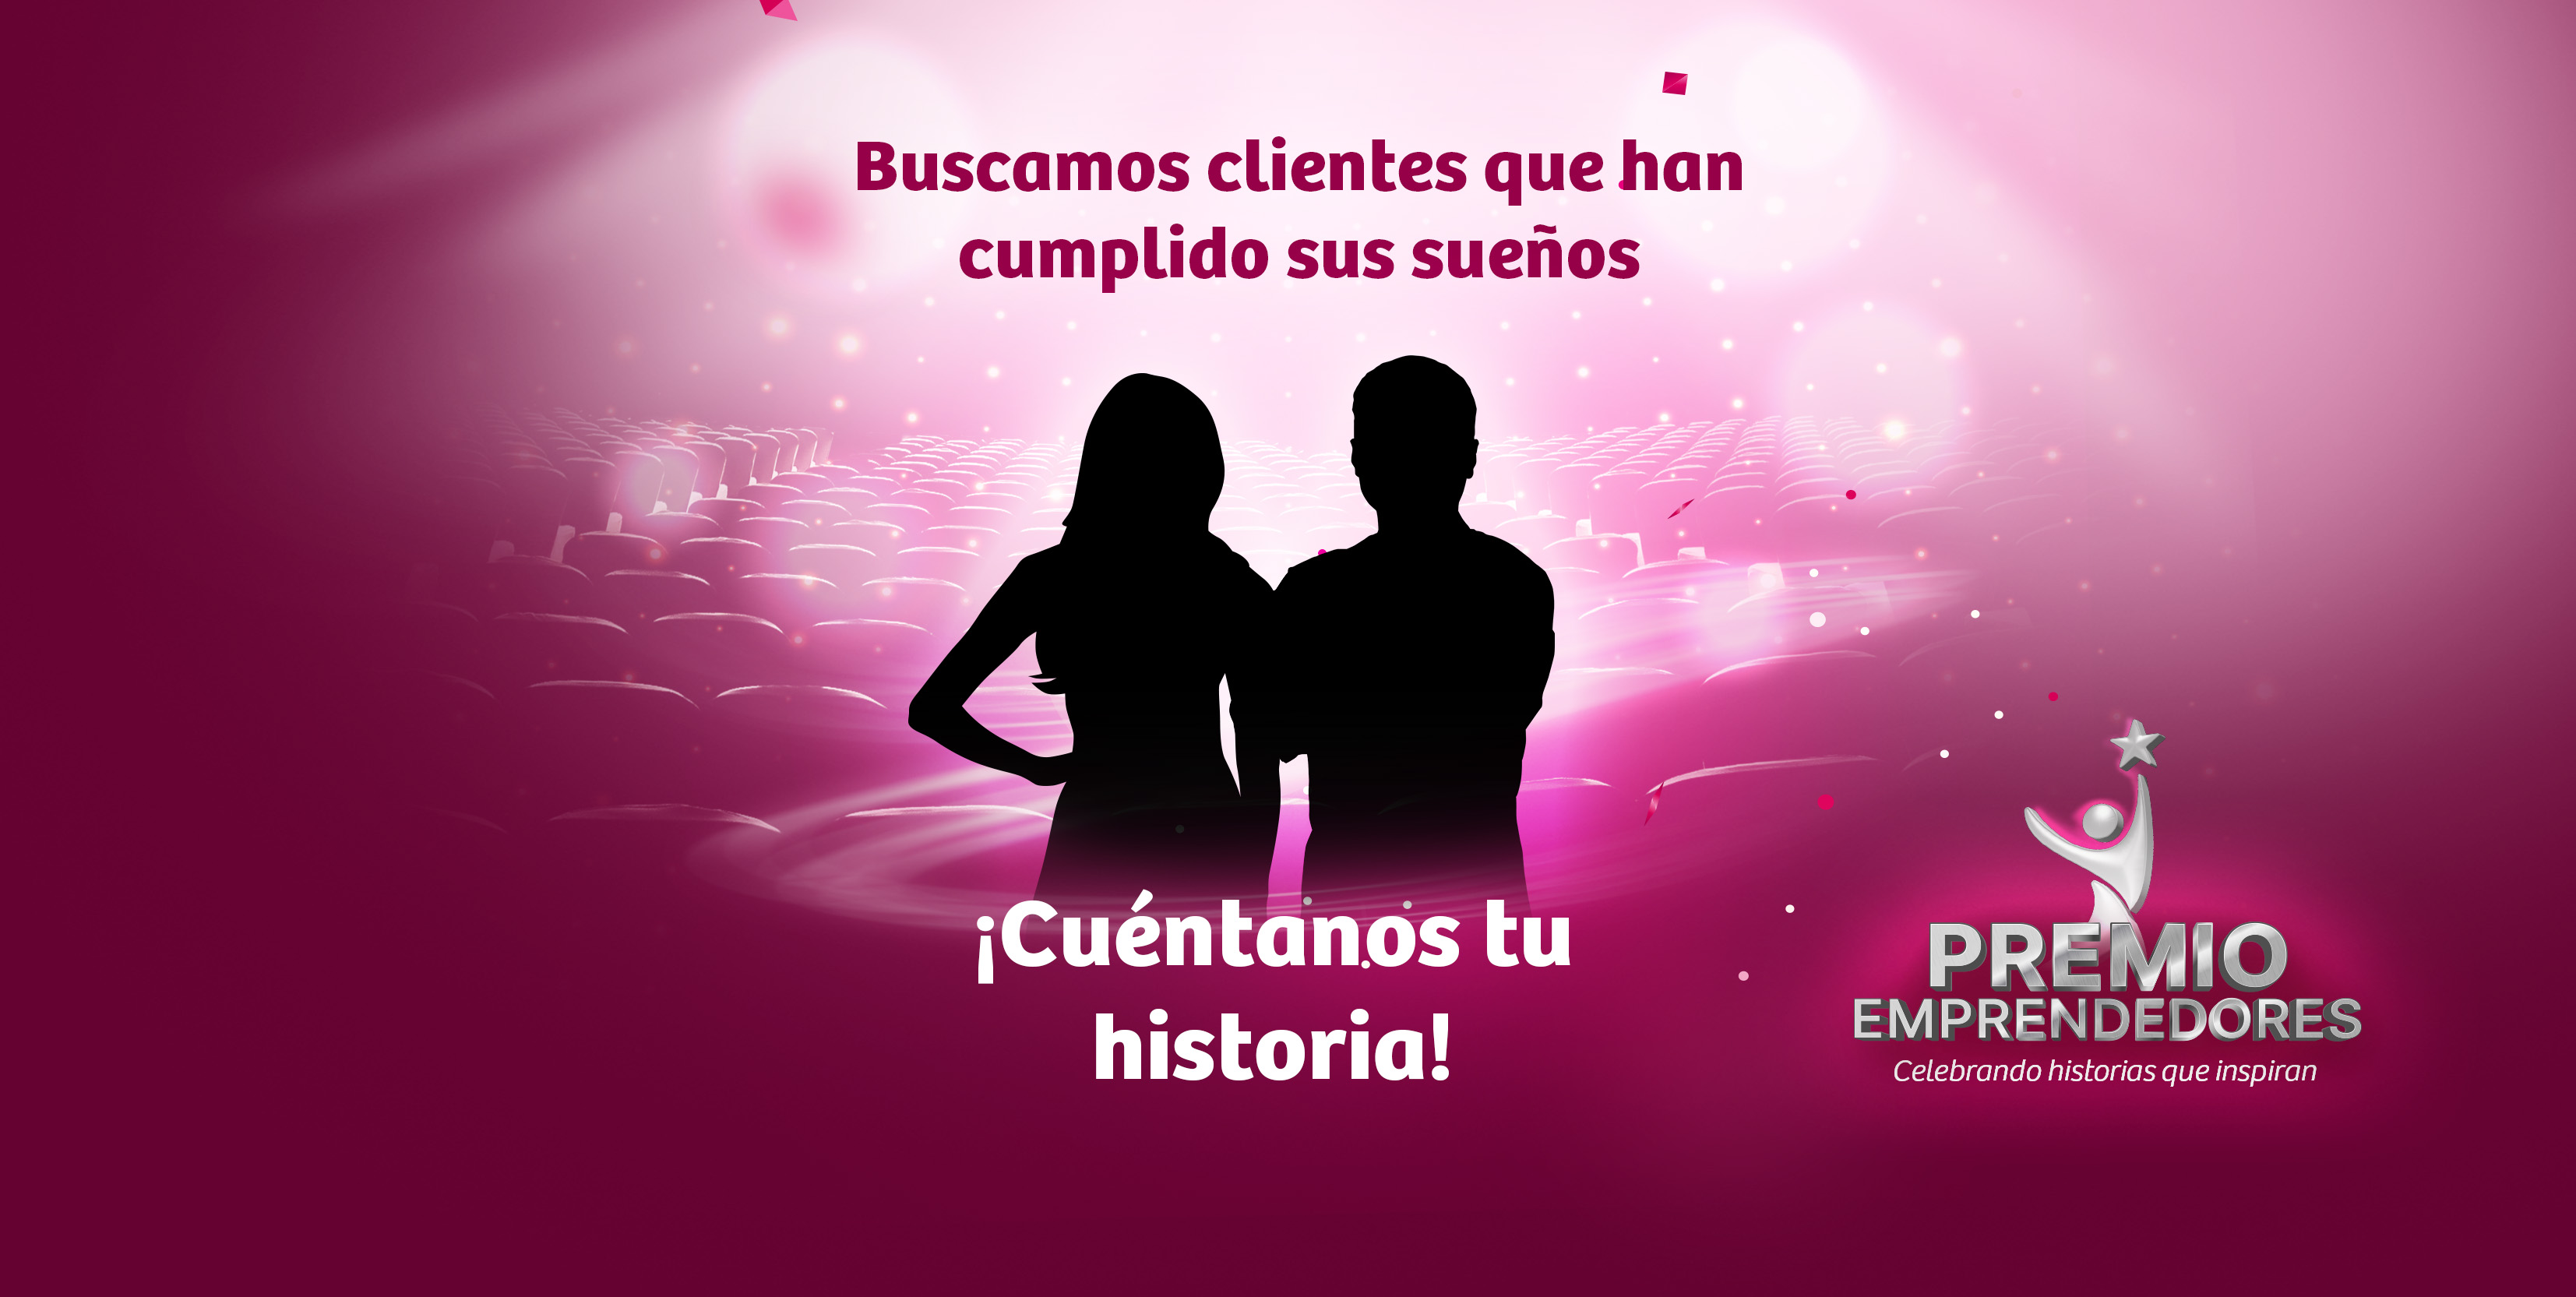 Buscamos clientes que han
cumplido sus sueños
¡Cuéntanos tu
historia!
PREMIO
EMPRENDEDORES
Celebrando historias que inspiran